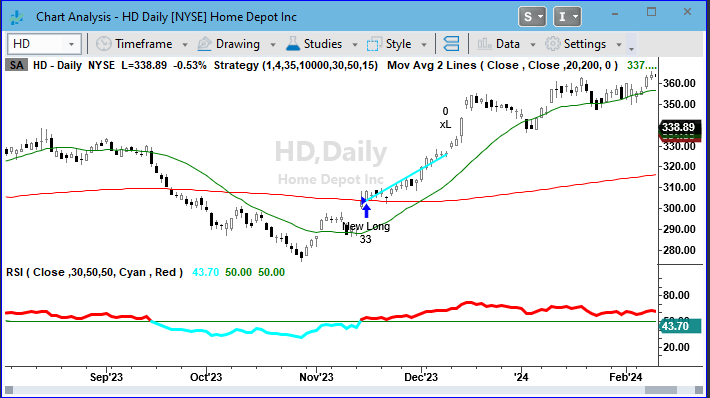 Chart Analysis - HD Daily [NYSE] Home Depot Inc
S
I
HD
Timeframe
Drawing
Studies
Style
Data
Settings
SA HD - Daily NYSE L=338.89 -0.53% Strategy (1,4,35,10000,30,50,15) Mov Avg 2 Lines ( Close , Close ,20,200, 0 ) 337....
360.00
350.00
338.89
330.00
320.00
310.00
300.00
290.00
280.00
HD,Daily
Home Depot Inc
0
xL
New Long
33
RSI ( Close ,30,50,50, Cyan , Red ) 43.70 50.00 50.00
80.00
43.70
20.00
Sep'23
Oct'23
Nov'23
Dec'23
'24
Feb'24